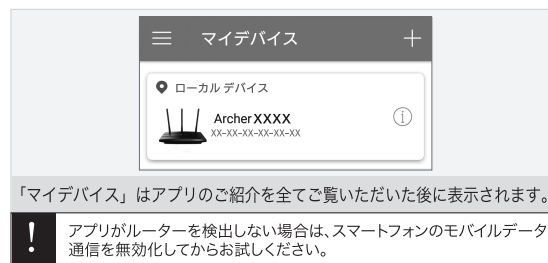 マイデバイス
ローカル デバイス
Archer XXXX
XX-XX-XX-XX-XX-XX
「マイデバイス」はアプリのご紹介を全てご覧いただいた後に表示されます。
! アプリがルーターを検出しない場合は、スマートフォンのモバイルデータ
通信を無効化してからお試しください。